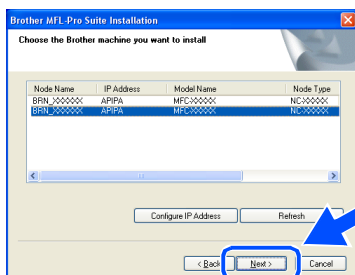 Brother MFL-Pro Suite Installation
Choose the Brother machine you want to install
Node Name IP Address Model Name Node Type
BRN_XXXXXX APIPA MFC-XXXXX NC-XXXXX
BRN_XXXXXX APIPA MFC-XXXXX NC-XXXXX
Configure IP Address Refresh
< Back Next > Cancel